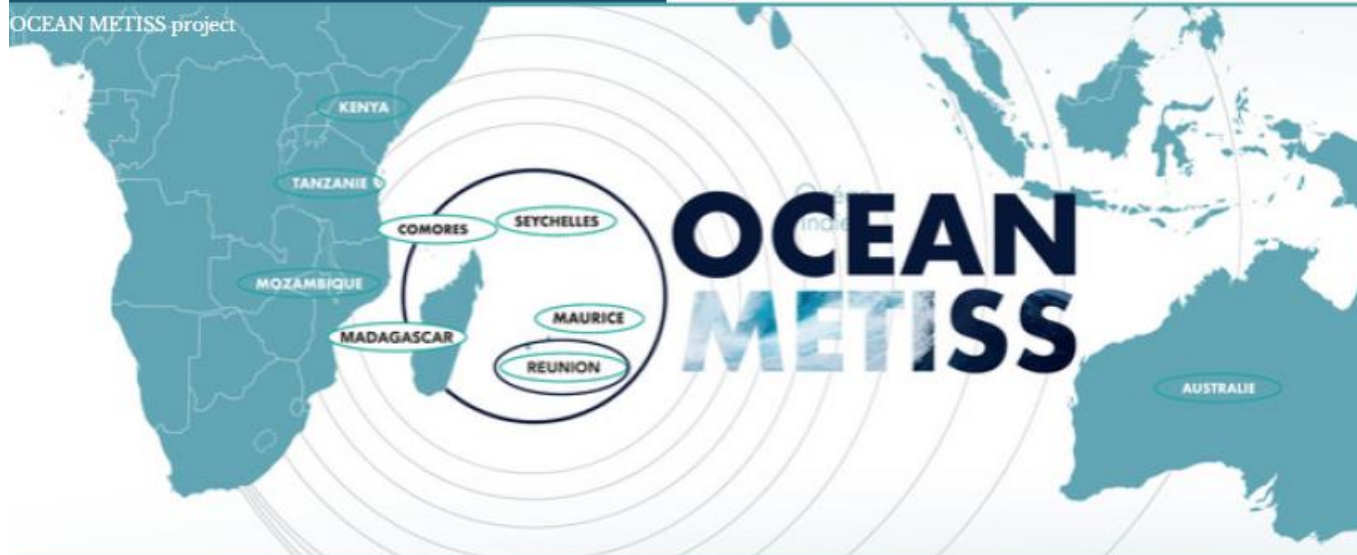 OCEAN METISS project
KENYA
TANZANIE
COMORES
SEYCHELLES
MOZAMBIQUE
MAURICE
MADAGASCAR
REUNION
OCEAN
METISS
AUSTRALIE